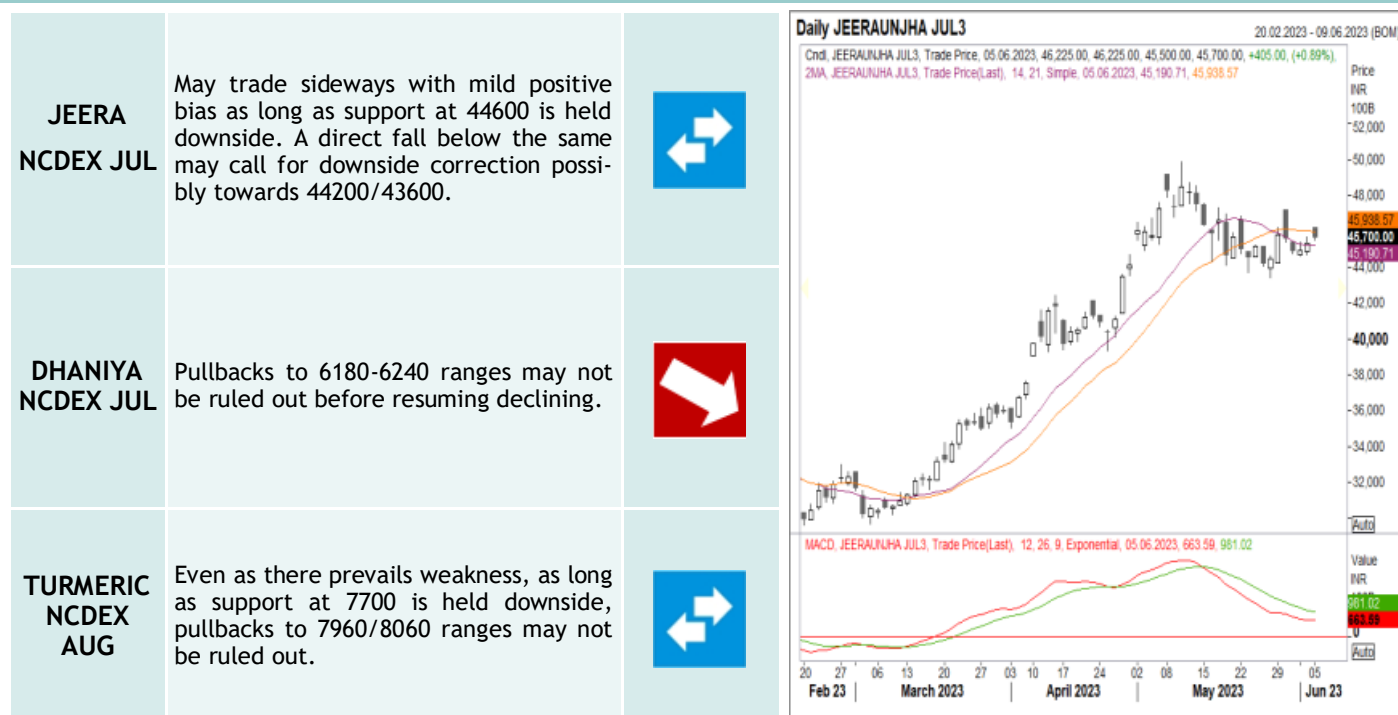 JEERA
NCDEX JUL
May trade sideways with mild positive
bias as long as support at 44600 is held
downside. A direct fall below the same
may call for downside correction possi-
bly towards 44200/43600.
DHANIYA
NCDEX JUL
Pullbacks to 6180-6240 ranges may not
be ruled out before resuming declining.
TURMERIC
NCDEX
AUG
Even as there prevails weakness, as long
as support at 7700 is held downside,
pullbacks to 7960/8060 ranges may not
be ruled out.
Daily JEERAUNJHA JUL3
20.02.2023 - 09.06.2023 (BOM)
Cndl, JEERAUNJHA JUL3, Trade Price, 05.06.2023, 46,225.00, 46,225.00, 45,500.00, 45,700.00, +405.00, (+0.89%),
2MA, JEERAUNJHA JUL3, Trade Price(Last), 14, 21, Simple, 05.06.2023, 45,190.71, 45,938.57
Price
INR
100B
52,000
50,000
48,000
45,938.57
45,700.00
45,190.71
44,000
42,000
40,000
38,000
36,000
34,000
32,000
Auto
MACD, JEERAUNJHA JUL3, Trade Price(Last), 12, 26, 9, Exponential, 05.06.2023, 663.59, 981.02
Value
INR
981.02
663.59
0
Auto
20 27 06 13 20 27 03 10 17 24 02 08 15 22 29 05
Feb 23 March 2023 April 2023 May 2023 Jun 23